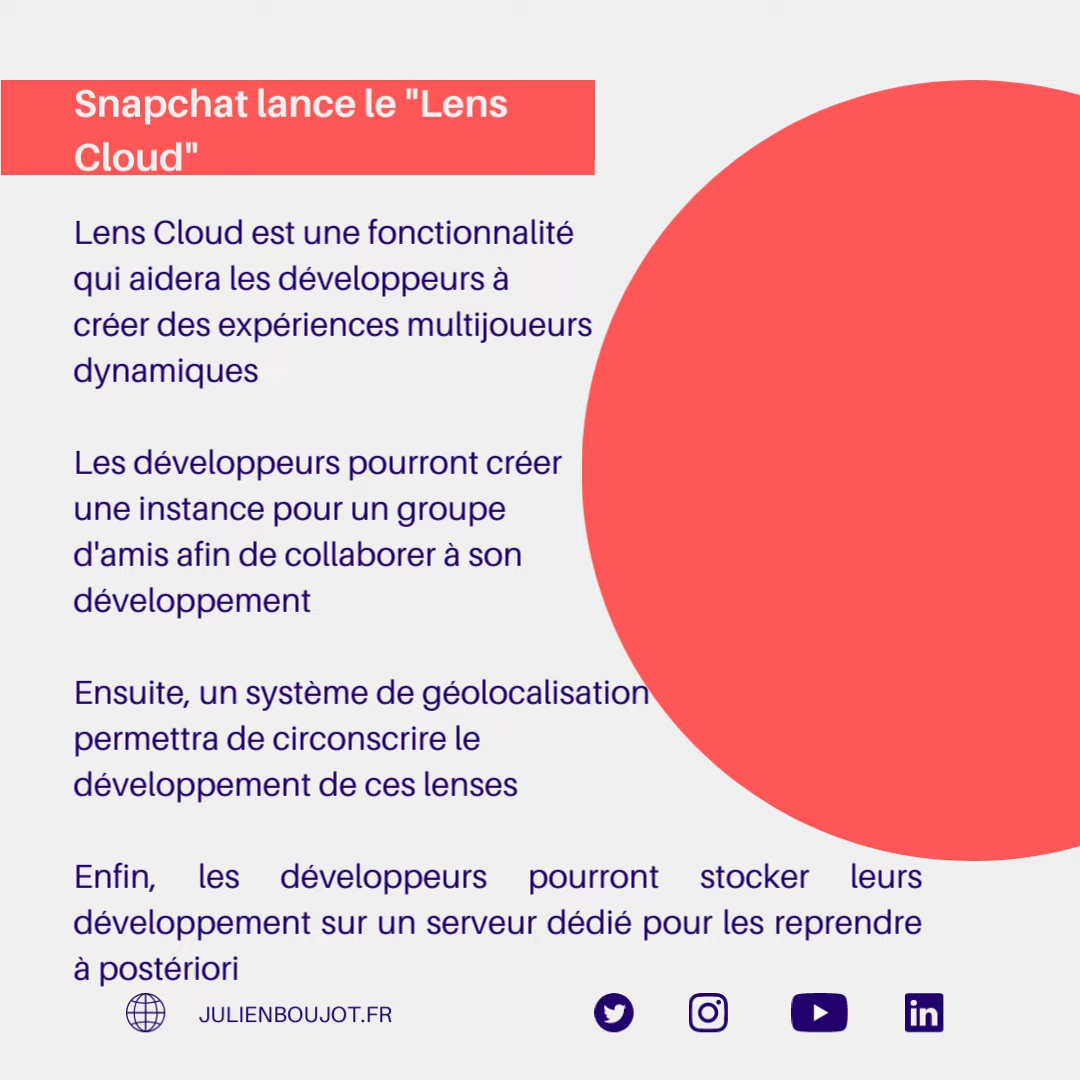 Snapchat lance le "Lens
Cloud"
Lens Cloud est une fonctionnalité
qui aidera les développeurs à
créer des expériences multijoueurs
dynamiques
Les développeurs pourront créer
une instance pour un groupe
d'amis afin de collaborer à son
développement
Ensuite, un système de géolocalisation
permettra de circonscrire le
développement de ces lenses
Enfin, les développeurs pourront stocker leurs
développement sur un serveur dédié pour les reprendre
à postériori
JULIENBOUJOT.FR
in